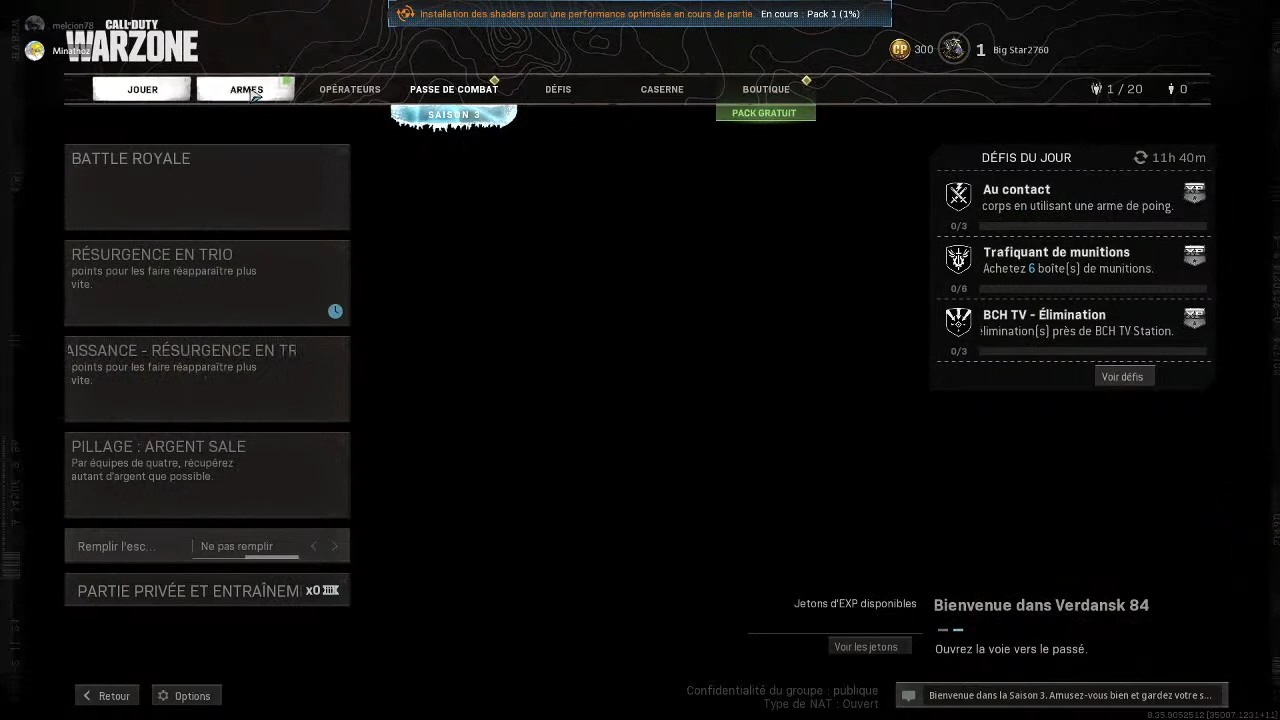 melcion78
Minathoz
CALL OF DUTY
WARZONE
Installation des shaders pour une performance optimisée en cours de partie. En cours : Pack 1 (1%)
CP 300
1 Big Star2760
JOUER
ARMES
OPÉRATEURS
PASSE DE COMBAT
DÉFIS
CASERNE
BOUTIQUE
1 / 20
0
SAISON 3
PACK GRATUIT
BATTLE ROYALE
RÉSURGENCE EN TRIO
points pour les faire réapparaître plus
vite.
AISSANCE - RÉSURGENCE EN TR
points pour les faire réapparaître plus
vite.
PILLAGE : ARGENT SALE
Par équipes de quatre, récupérez
autant d'argent que possible.
Remplir l'esc... Ne pas remplir
PARTIE PRIVÉE ET ENTRAÎNEM x0
DÉFIS DU JOUR 11h 40m
Au contact
corps en utilisant une arme de poing.
0/3
Trafiquant de munitions
Achetez 6 boîte(s) de munitions.
0/6
BCH TV - Élimination
élimination(s) près de BCH TV Station.
0/3
Voir défis
Jetons d'EXP disponibles
Voir les jetons
Bienvenue dans Verdansk 84
Ouvrez la voie vers le passé.
Retour
Options
Confidentialité du groupe : publique
Type de NAT : Ouvert
Bienvenue dans la Saison 3. Amusez-vous bien et gardez votre s...